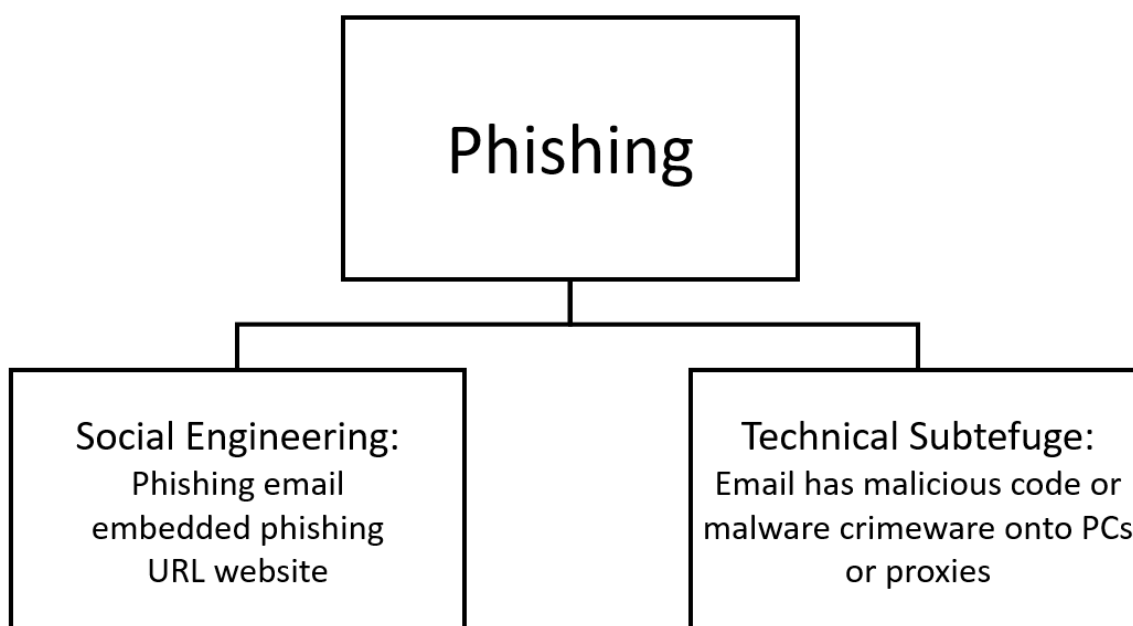 Phishing
Social Engineering:
Phishing email
embedded phishing
URL website
Technical Subtefuge:
Email has malicious code or
malware crimeware onto PCs
or proxies